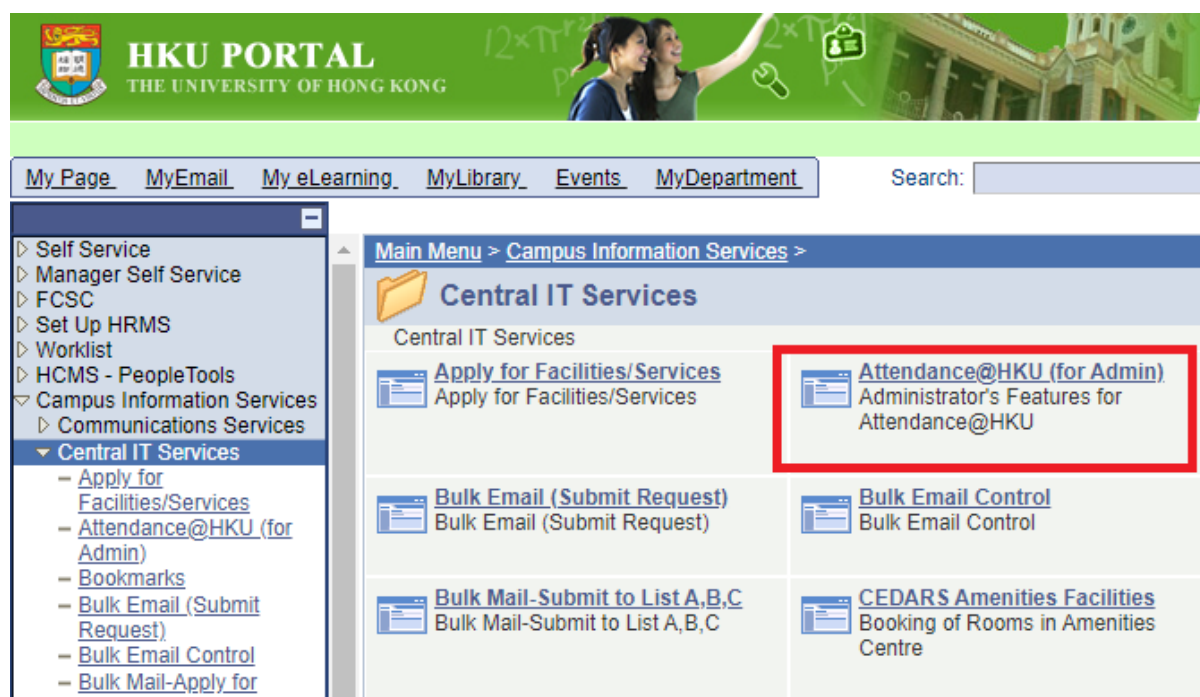 HKU PORTAL
THE UNIVERSITY OF HONG KONG
My Page MyEmail My eLearning MyLibrary Events MyDepartment Search:
Self Service
Manager Self Service
FCSC
Set Up HRMS
Worklist
HCMS - PeopleTools
Campus Information Services
Communications Services
Central IT Services
Apply for
Facilities/Services
Attendance@HKU (for
Admin)
Bookmarks
Bulk Email (Submit
Request)
Bulk Email Control
Bulk Mail-Apply for
Main Menu > Campus Information Services >
Central IT Services
Central IT Services
Apply for Facilities/Services
Apply for Facilities/Services
Attendance@HKU (for Admin)
Administrator's Features for
Attendance@HKU
Bulk Email (Submit Request)
Bulk Email (Submit Request)
Bulk Email Control
Bulk Email Control
Bulk Mail-Submit to List A,B,C
Bulk Mail-Submit to List A,B,C
CEDARS Amenities Facilities
Booking of Rooms in Amenities
Centre